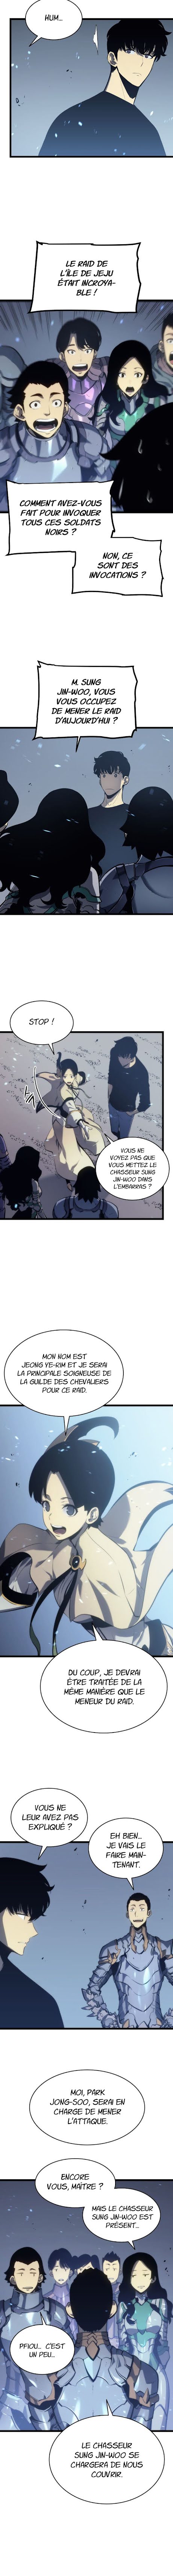 HUM...
LE RAID DE
L'ÎLE DE JEJU
ÉTAIT INCROYA-
BLE !
COMMENT AVEZ-VOUS
FAIT POUR INVOQUER
TOUS CES SOLDATS
NOIRS ?
NON, CE
SONT DES
INVOCATIONS ?
M. SUNG
JIN-WOO, VOUS
VOUS OCCUPEZ
DE MENER LE RAID
D'AUJOURD'HUI ?
STOP !
VOUS NE
VOYEZ PAS QUE
VOUS METTEZ LE
CHASSEUR SUNG
JIN-WOO DANS
L'EMBARRAS ?
MON NOM EST
JEONG YE-RIM ET JE SERAI
LA PRINCIPALE SOIGNEUSE DE
LA GUILDE DES CHEVALIERS
POUR CE RAID.
DU COUP, JE DEVRAI
ÊTRE TRAITÉE DE LA
MÊME MANIÈRE QUE LE
MENEUR DU RAID.
VOUS NE
LEUR AVEZ PAS
EXPLIQUÉ ?
EH BIEN...
JE VAIS LE
FAIRE MAIN-
TENANT.
MOI, PARK
JONG-SOO, SERAI EN
CHARGE DE MENER
L'ATTAQUE.
ENCORE
VOUS, MAÎTRE ?
MAIS LE CHASSEUR
SUNG JIN-WOO EST
PRÉSENT...
PFIOU... C'EST
UN PEU...
LE CHASSEUR
SUNG JIN-WOO SE
CHARGERA DE NOUS
COUVRIR.